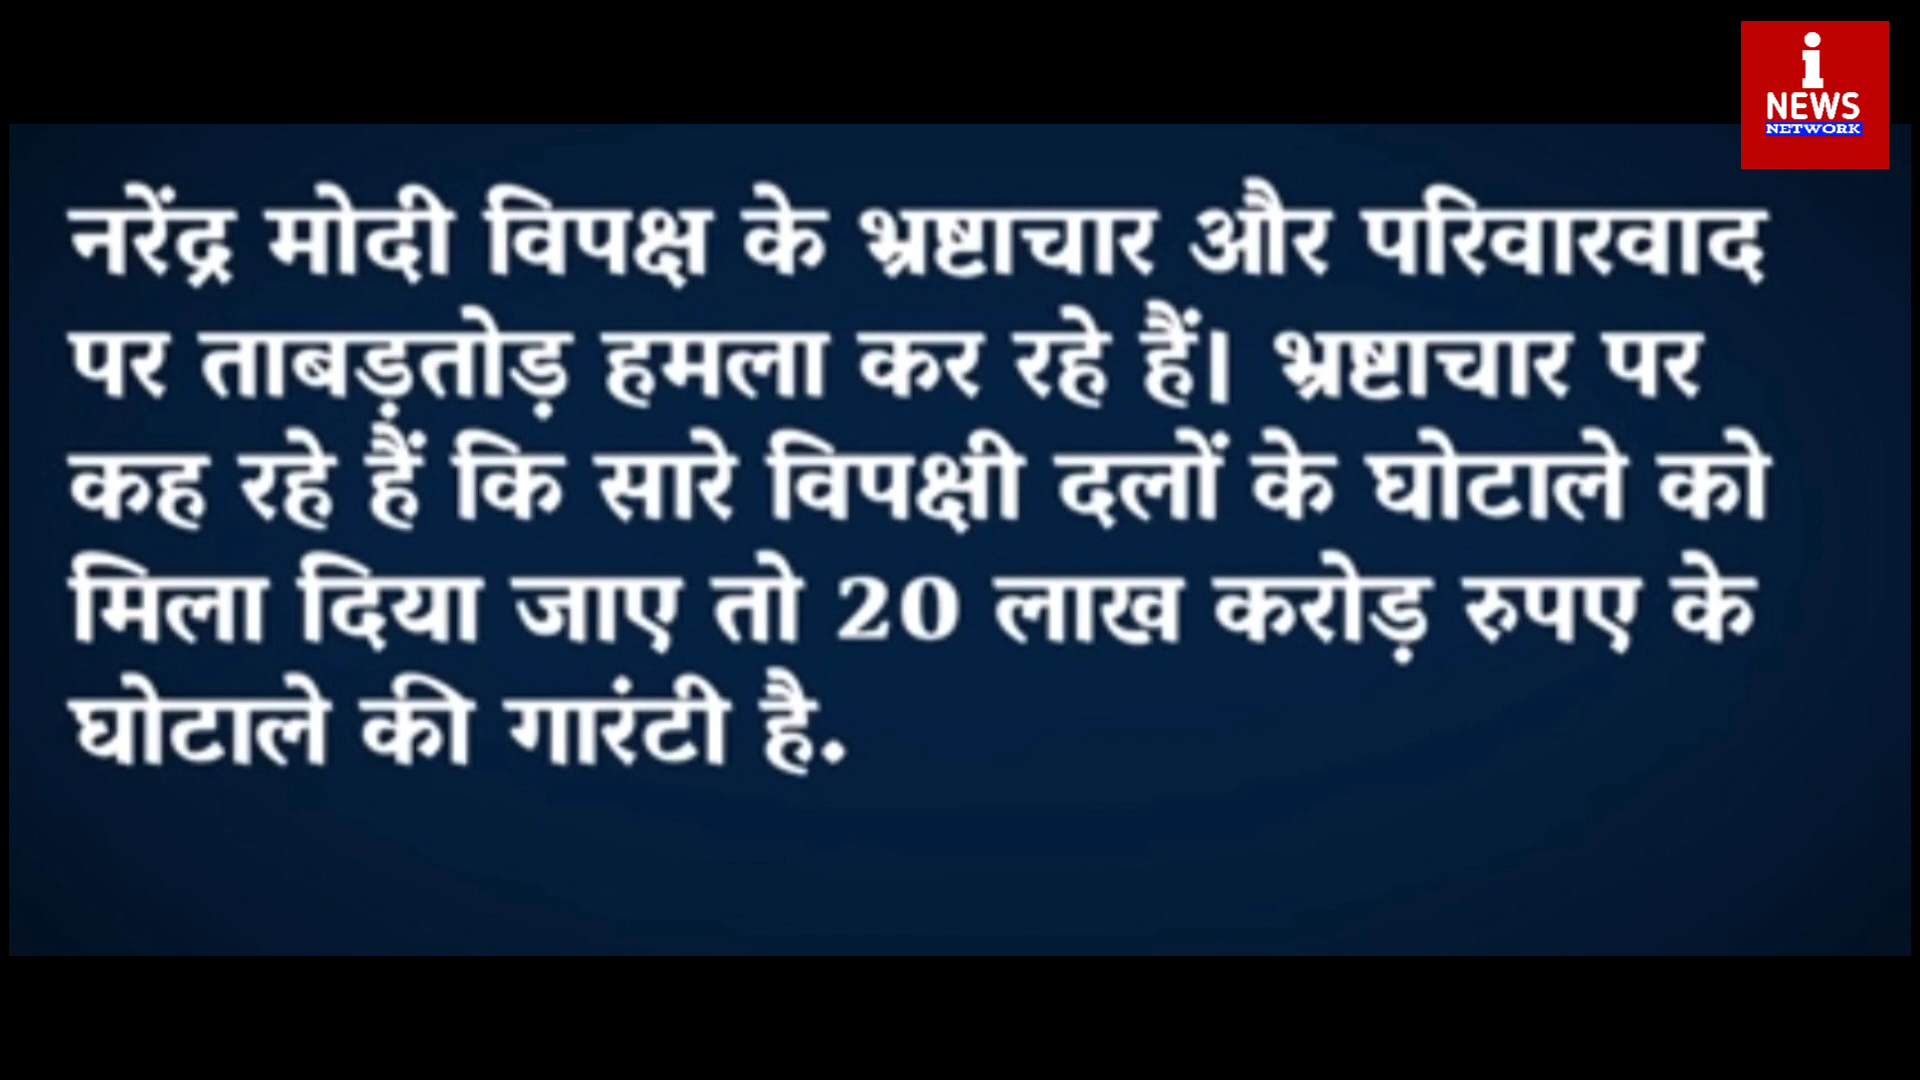 i
NEWS
NETWORK
नरेंद्र मोदी विपक्ष के भ्रष्टाचार और परिवारवाद
पर ताबड़तोड़ हमला कर रहे हैं। भ्रष्टाचार पर
कह रहे हैं कि सारे विपक्षी दलों के घोटाले को
मिला दिया जाए तो 20 लाख करोड़ रुपए के
घोटाले की गारंटी है.